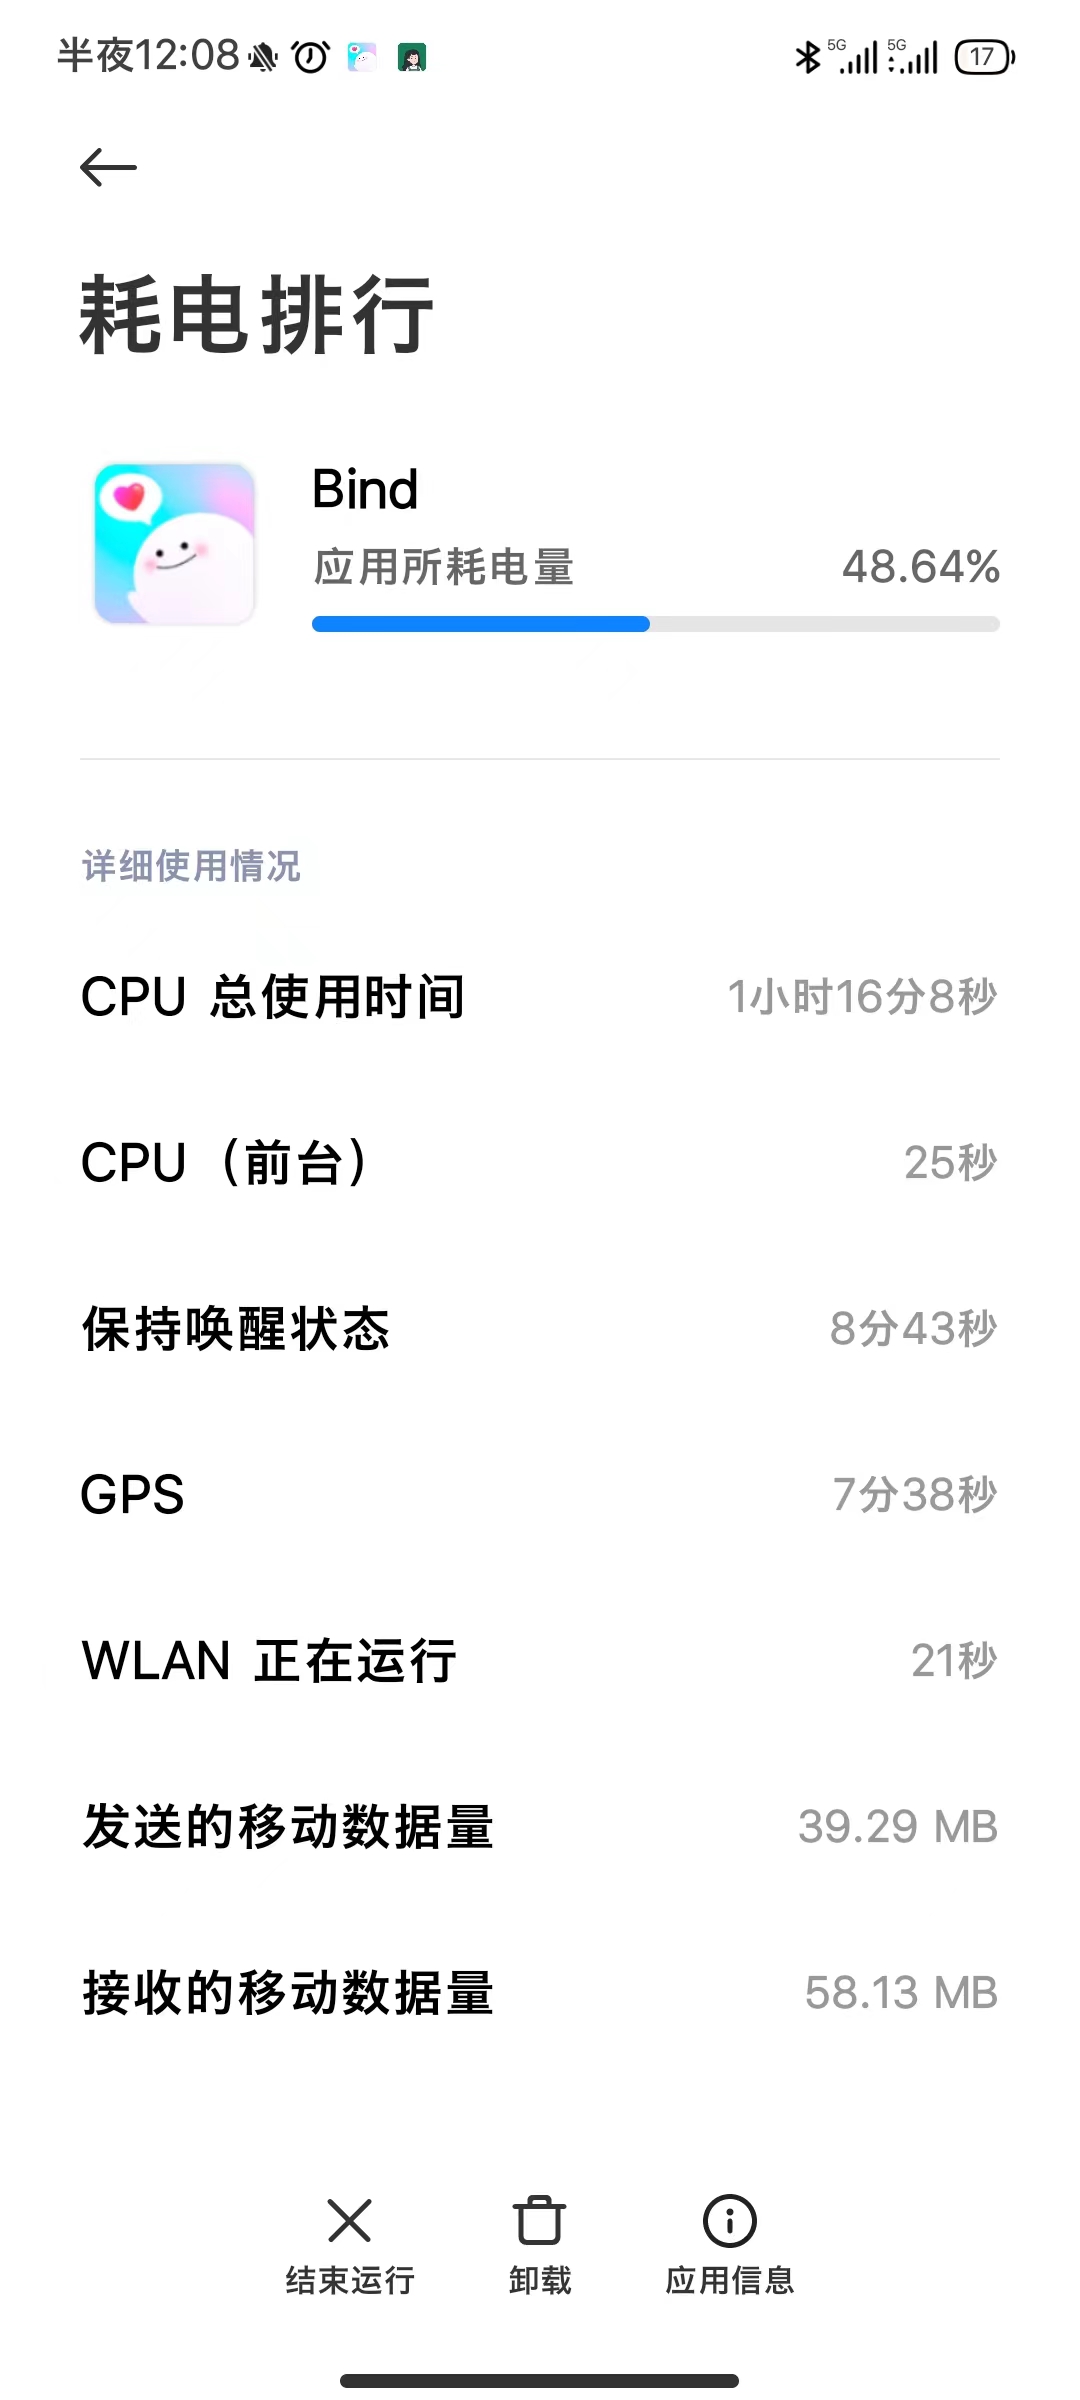 半夜12:08 5G 5G 17
耗电排行
Bind
应用所耗电量 48.64%
详细使用情况
CPU 总使用时间 1小时16分8秒
CPU（前台） 25秒
保持唤醒状态 8分43秒
GPS 7分38秒
WLAN 正在运行 21秒
发送的移动数据量 39.29 MB
接收的移动数据量 58.13 MB
结束运行 卸载 应用信息